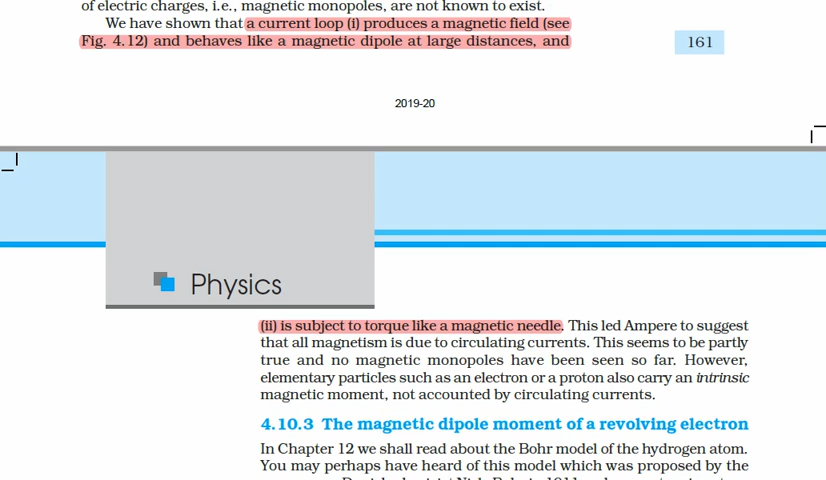 of electric charges, i.e., magnetic monopoles, are not known to exist.
We have shown that a current loop (i) produces a magnetic field (see
Fig. 4.12) and behaves like a magnetic dipole at large distances, and
161
2019-20
Physics
(ii) is subject to torque like a magnetic needle. This led Ampere to suggest
that all magnetism is due to circulating currents. This seems to be partly
true and no magnetic monopoles have been seen so far. However,
elementary particles such as an electron or a proton also carry an intrinsic
magnetic moment, not accounted by circulating currents.
4.10.3 The magnetic dipole moment of a revolving electron
In Chapter 12 we shall read about the Bohr model of the hydrogen atom.
You may perhaps have heard of this model which was proposed by the